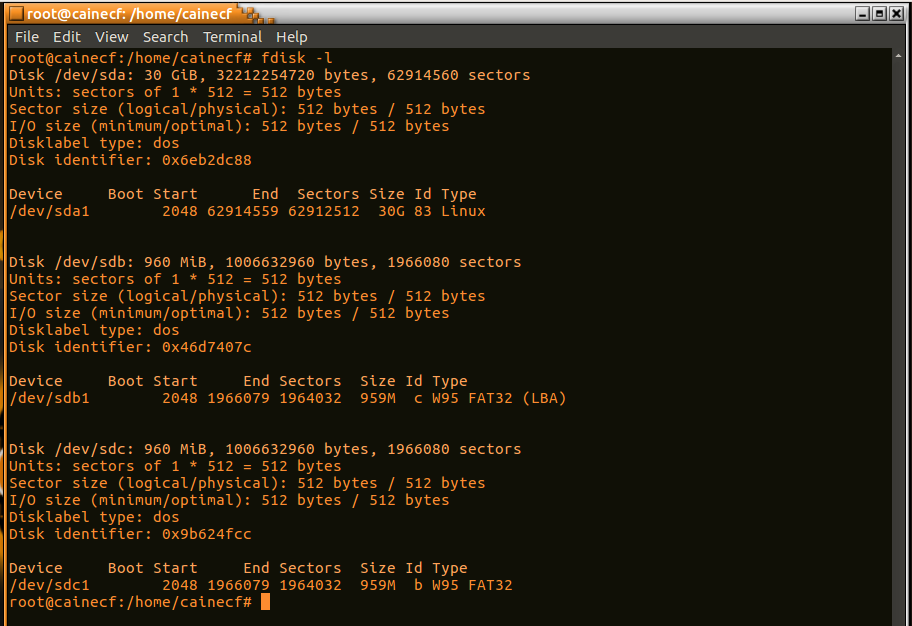 root@cainecf: /home/cainecf
File Edit View Search Terminal Help
root@cainecf:/home/cainecf# fdisk -l
Disk /dev/sda: 30 GiB, 32212254720 bytes, 62914560 sectors
Units: sectors of 1 * 512 = 512 bytes
Sector size (logical/physical): 512 bytes / 512 bytes
I/O size (minimum/optimal): 512 bytes / 512 bytes
Disklabel type: dos
Disk identifier: 0x6eb2dc88
Device     Boot Start      End  Sectors Size Id Type
/dev/sda1        2048 62914559 62912512  30G 83 Linux
Disk /dev/sdb: 960 MiB, 1006632960 bytes, 1966080 sectors
Units: sectors of 1 * 512 = 512 bytes
Sector size (logical/physical): 512 bytes / 512 bytes
I/O size (minimum/optimal): 512 bytes / 512 bytes
Disklabel type: dos
Disk identifier: 0x46d7407c
Device     Boot Start     End Sectors  Size Id Type
/dev/sdb1        2048 1966079 1964032  959M  c W95 FAT32 (LBA)
Disk /dev/sdc: 960 MiB, 1006632960 bytes, 1966080 sectors
Units: sectors of 1 * 512 = 512 bytes
Sector size (logical/physical): 512 bytes / 512 bytes
I/O size (minimum/optimal): 512 bytes / 512 bytes
Disklabel type: dos
Disk identifier: 0x9b624fcc
Device     Boot Start     End Sectors  Size Id Type
/dev/sdc1        2048 1966079 1964032  959M  b W95 FAT32
root@cainecf:/home/cainecf#